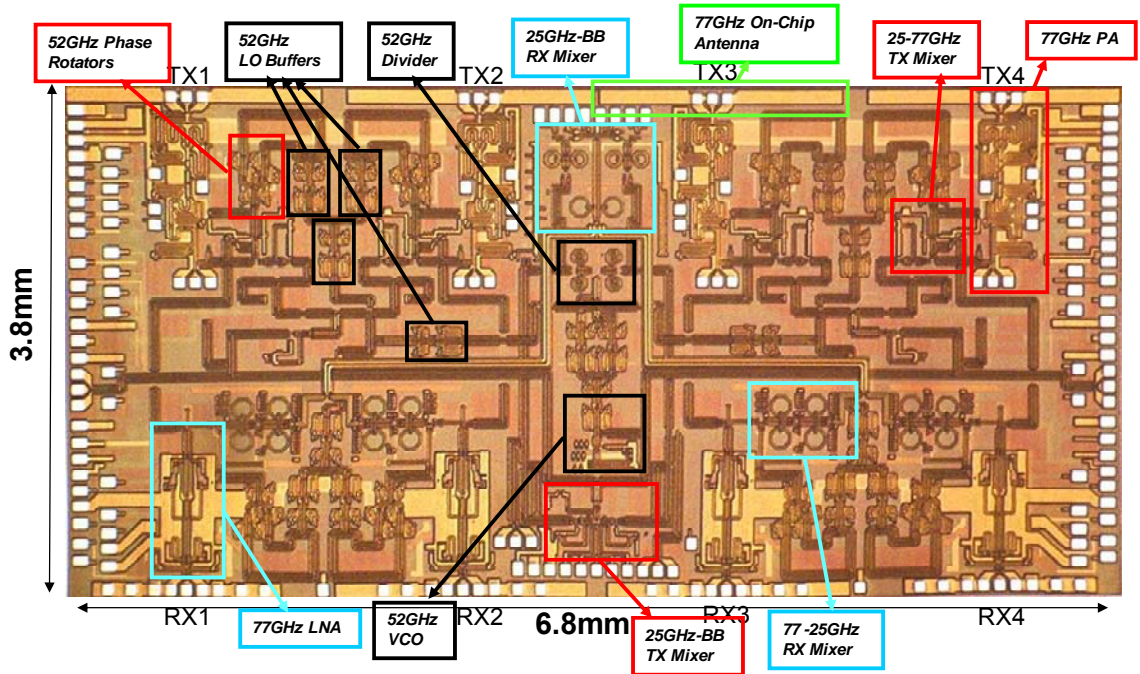 52GHz Phase
Rotators
52GHz
LO Buffers
52GHz
Divider
25GHz-BB
RX Mixer
77GHz On-Chip
Antenna
25-77GHz
TX Mixer
77GHz PA
TX1
TX2
TX3
TX4
3.8mm
RX1
RX2
RX3
RX4
6.8mm
77GHz LNA
52GHz
VCO
25GHz-BB
TX Mixer
77 -25GHz
RX Mixer